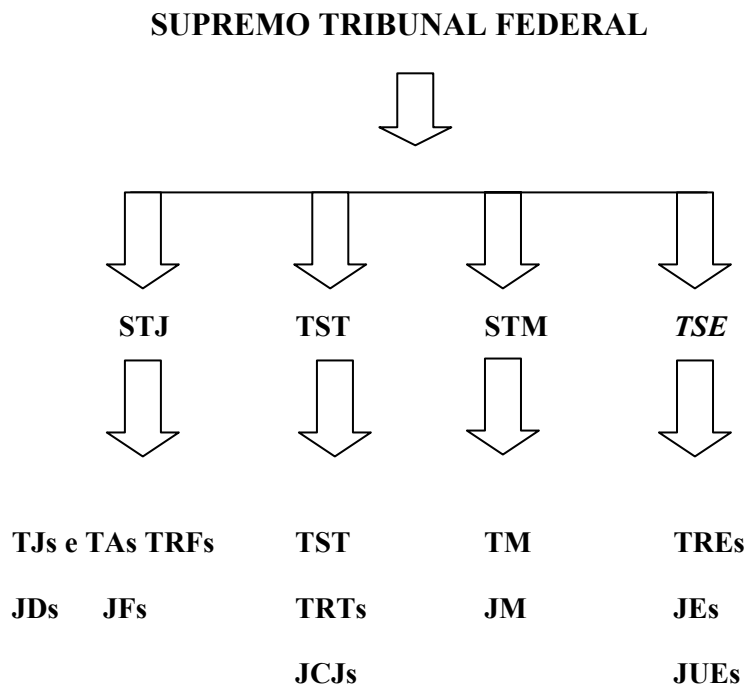 SUPREMO TRIBUNAL FEDERAL
STJ TST STM TSE
TJs e TAs TRFs TST TM TREs
JDs JFs TRTs JM JEs
JCJs JUEs